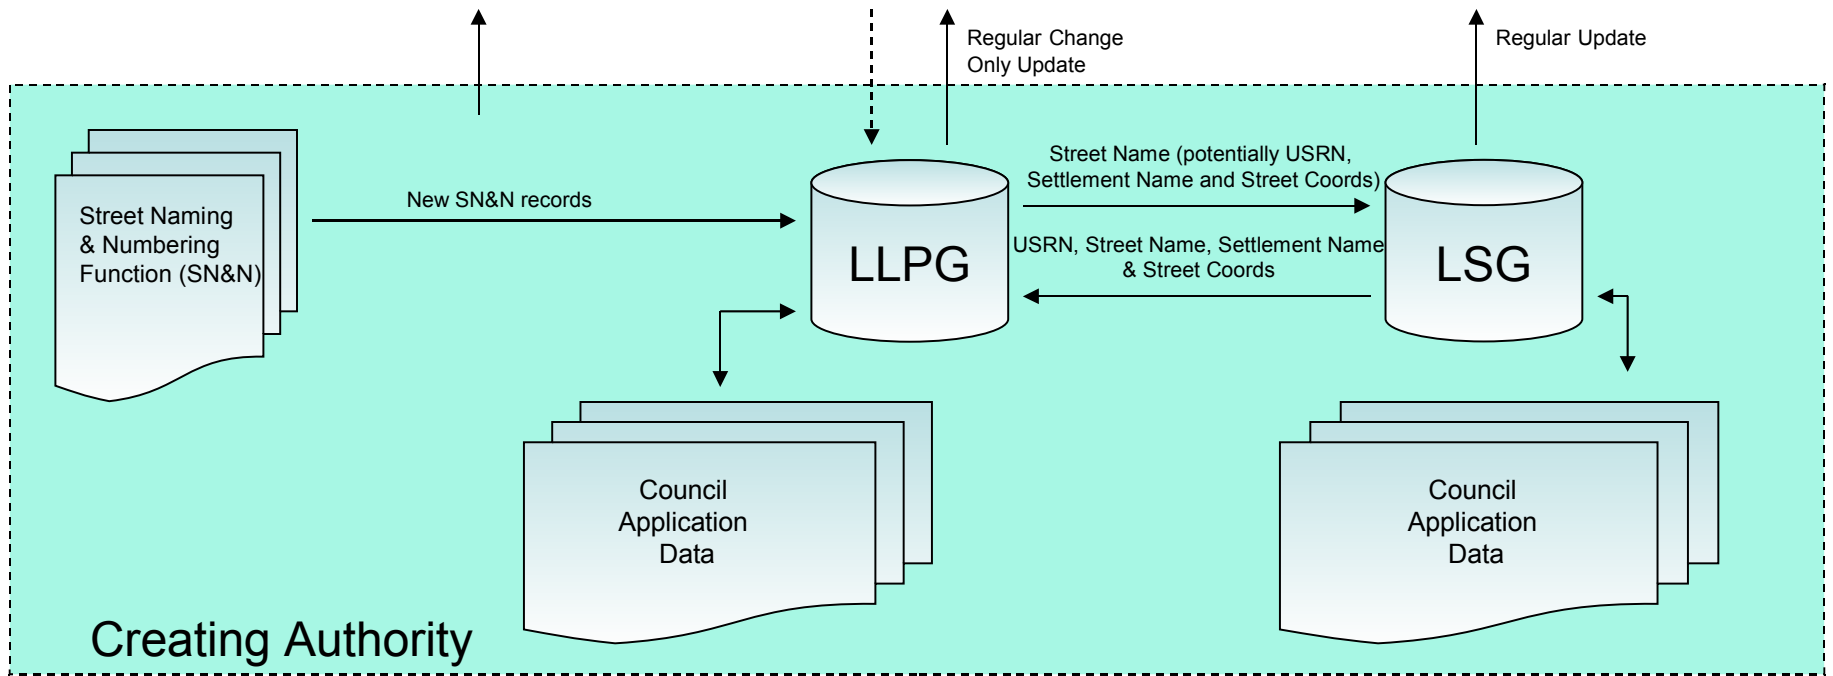 Regular Change
Only Update
Regular Update
Street Naming
& Numbering
Function (SN&N)
New SN&N records
LLPG
Street Name (potentially USRN,
Settlement Name and Street Coords)
USRN, Street Name, Settlement Name
& Street Coords
LSG
Council
Application
Data
Council
Application
Data
Creating Authority